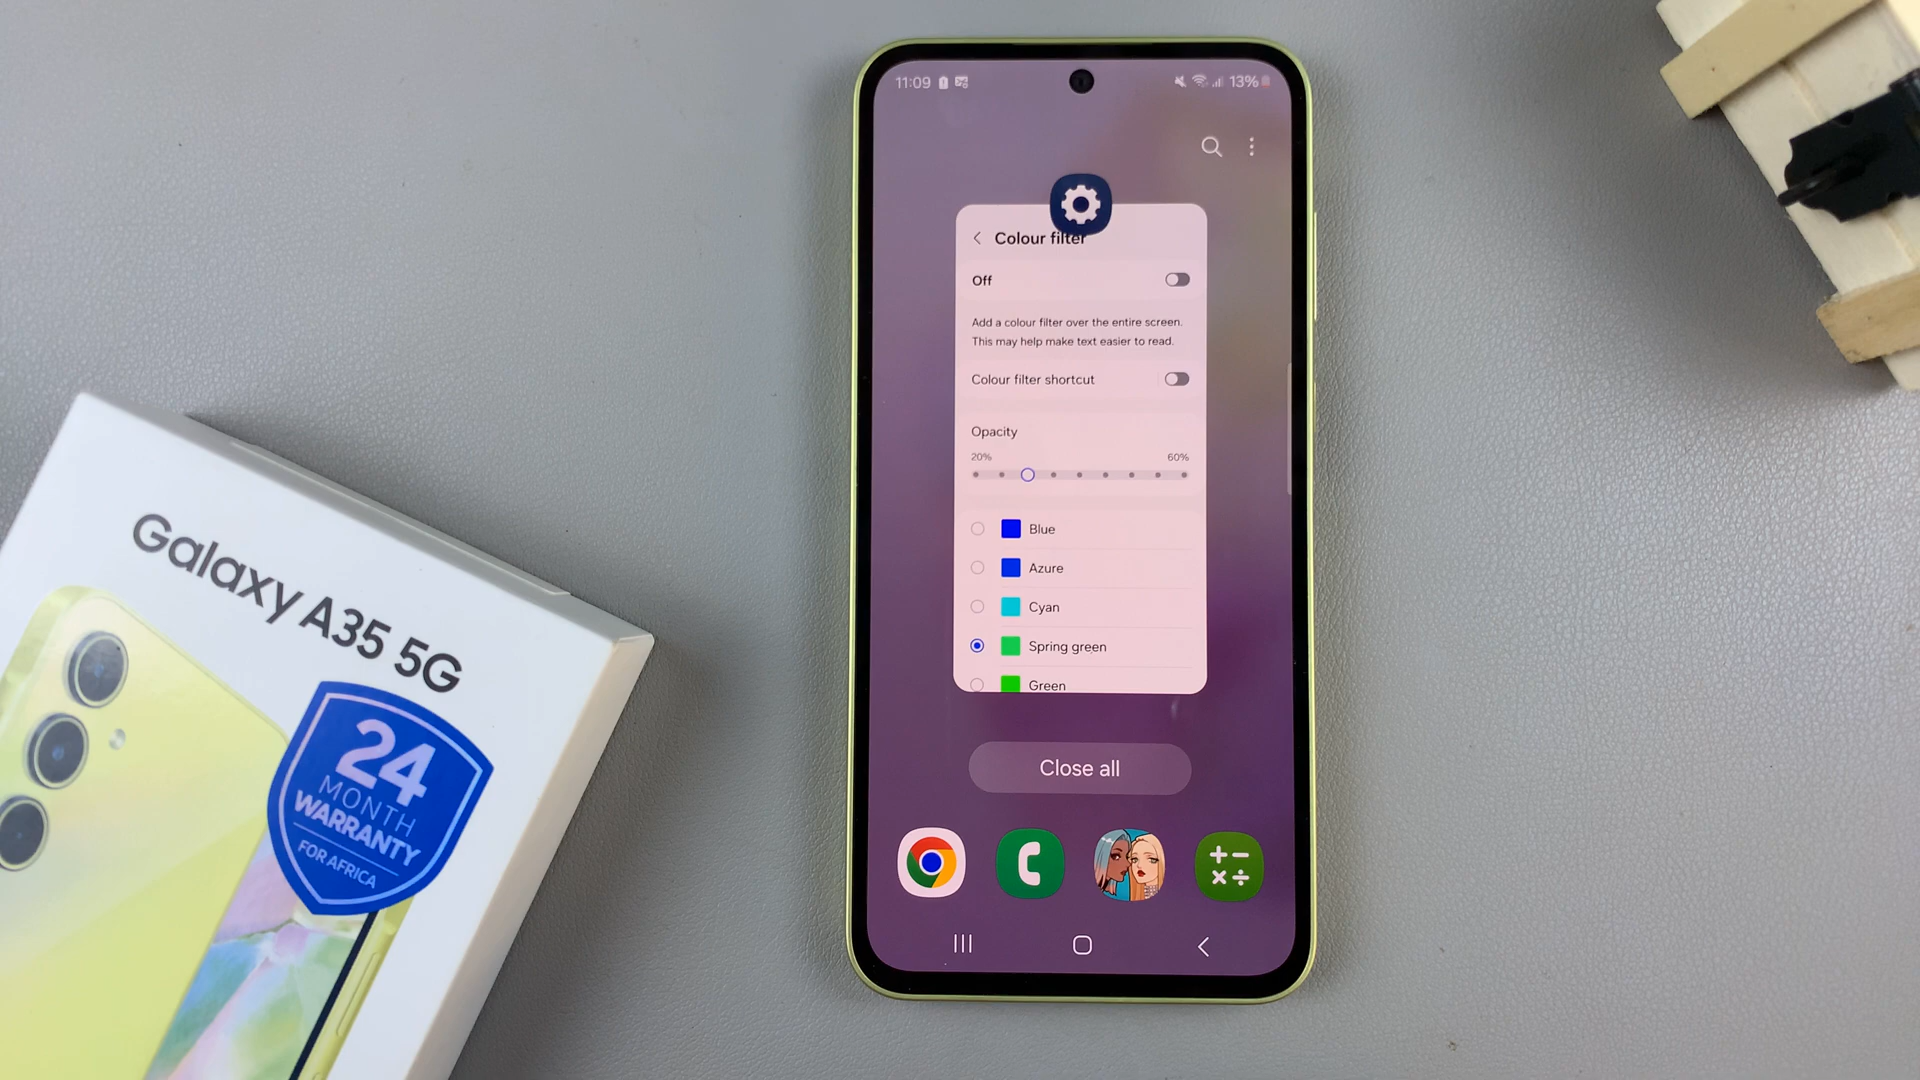 11:09
13%
Colour filter
Off
Add a colour filter over the entire screen.
This may help make text easier to read.
Colour filter shortcut
Opacity
20% 60%
Blue
Azure
Cyan
Spring green
Green
Close all
Galaxy A35 5G
24
MONTH
WARRANTY
FOR AFRICA